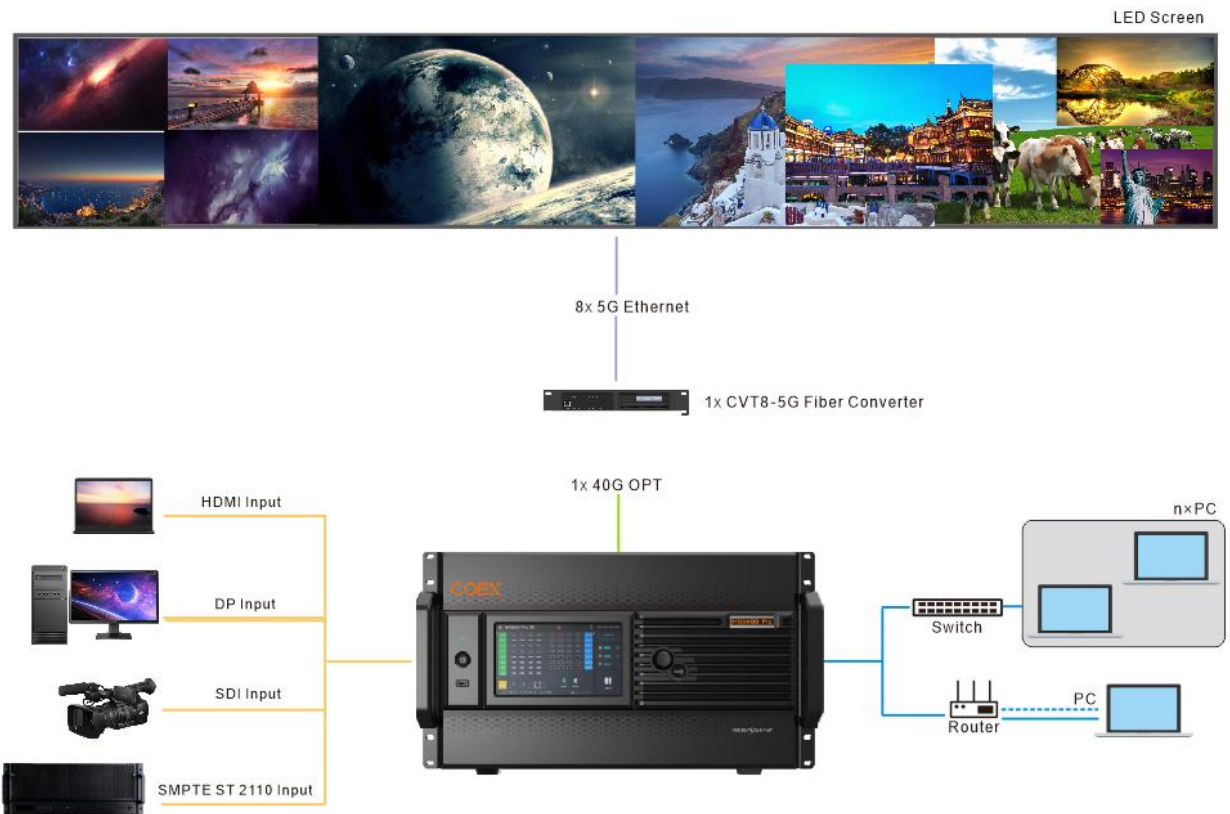 LED Screen
8x 5G Ethernet
1x CVT8-5G Fiber Converter
1x 40G OPT
HDMI Input
n×PC
DP Input
COEX
Switch
SDI Input
PC
Router
SMPTE ST 2110 Input